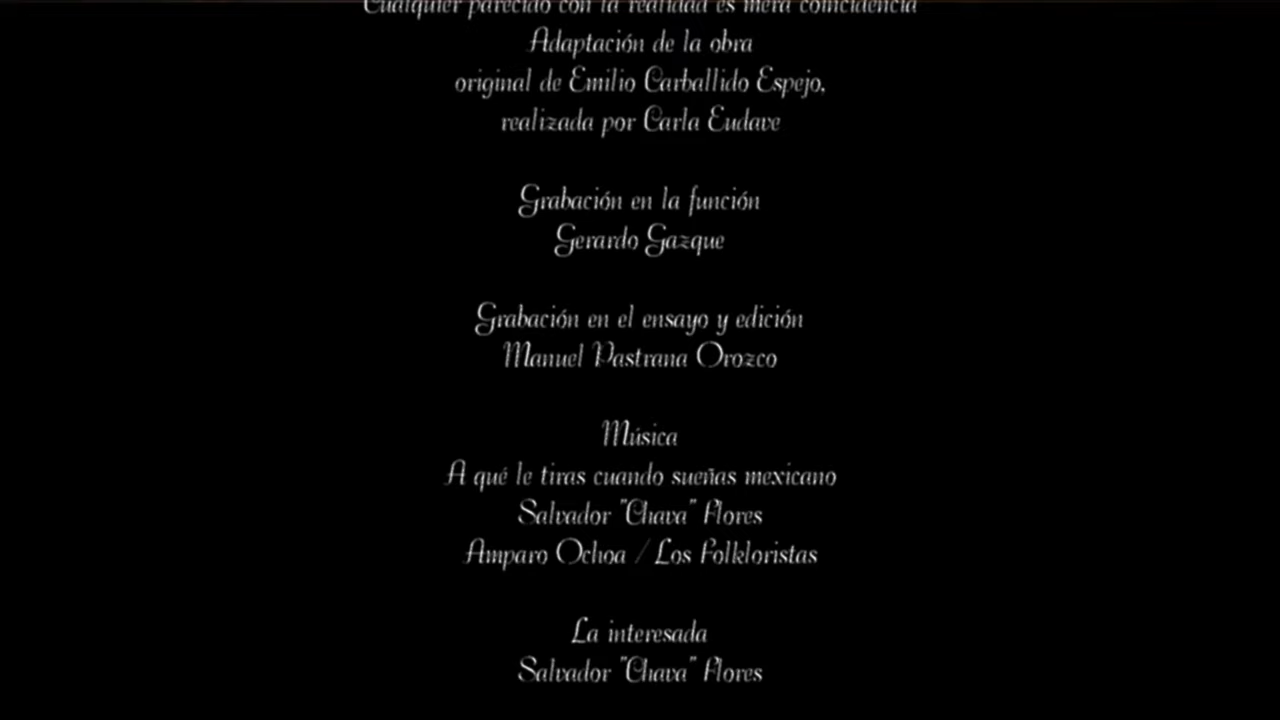 Cualquier parecido con la realidad es mera coincidencia
Adaptación de la obra
original de Emilio Carballido Espejo,
realizada por Carla Eudave
Grabación en la función
Gerardo Gazque
Grabación en el ensayo y edición
Manuel Pastrana Orozco
Música
A qué le tiras cuando sueñas mexicano
Salvador "Chava" Flores
Amparo Ochoa / Los Folkloristas
La interesada
Salvador "Chava" Flores